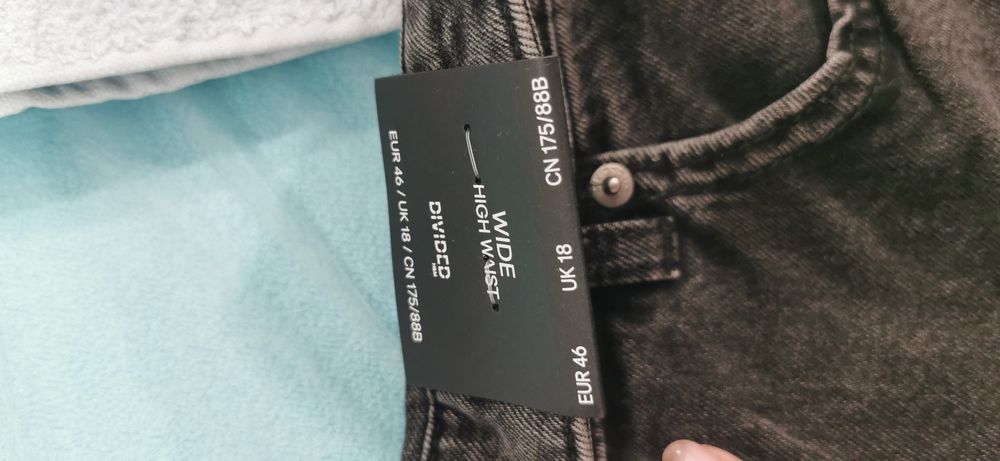 EUR 46 / UK 18 / CN 175/88B
DIVIDED
H&M
WIDE
HIGH WAIST
EUR 46 UK 18 CN 175/88B